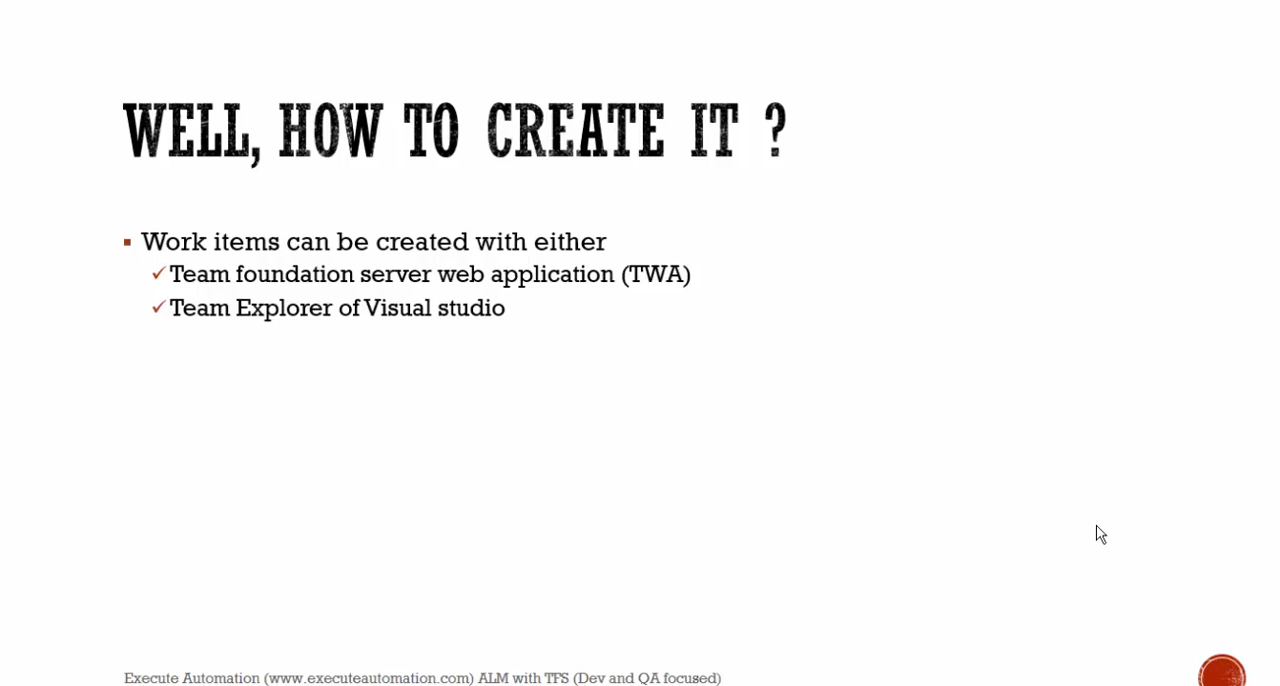 WELL, HOW TO CREATE IT ?
Work items can be created with either
Team foundation server web application (TWA)
Team Explorer of Visual studio
Execute Automation (www.executeautomation.com) ALM with TFS (Dev and QA focused)